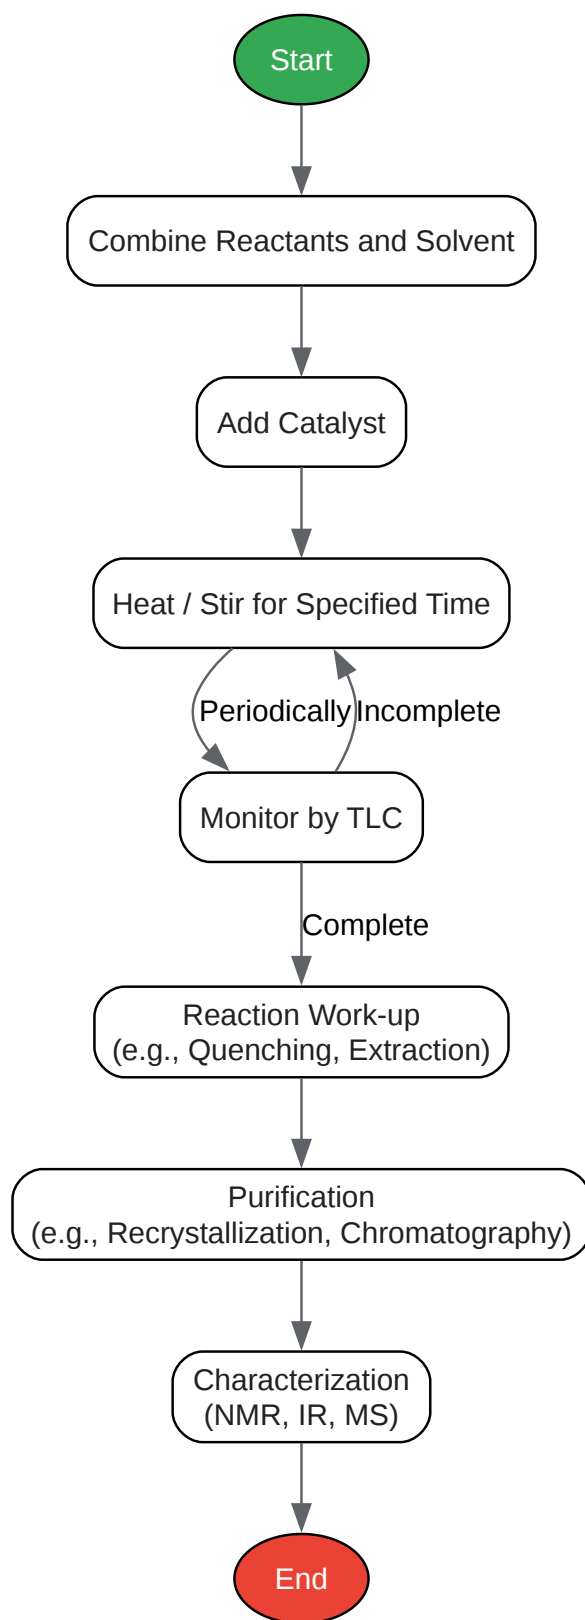 Start
Combine Reactants and Solvent
Add Catalyst
Heat / Stir for Specified Time
Periodically
Incomplete
Monitor by TLC
Complete
Reaction Work-up
(e.g., Quenching, Extraction)
Purification
(e.g., Recrystallization, Chromatography)
Characterization
(NMR, IR, MS)
End